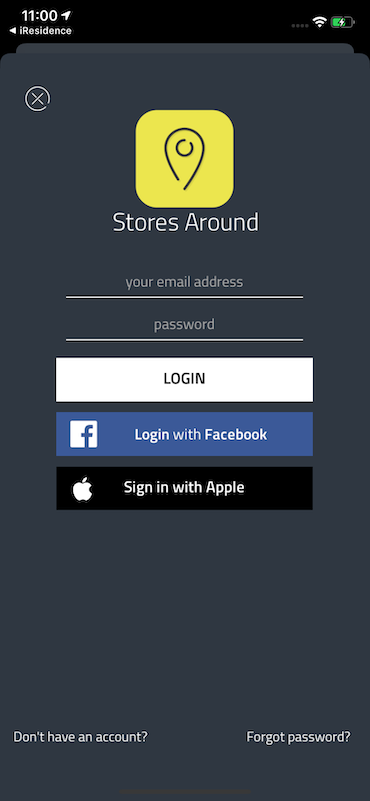 11:00
◀ iResidence
Stores Around
your email address
password
LOGIN
Login with Facebook
Sign in with Apple
Don't have an account?
Forgot password?